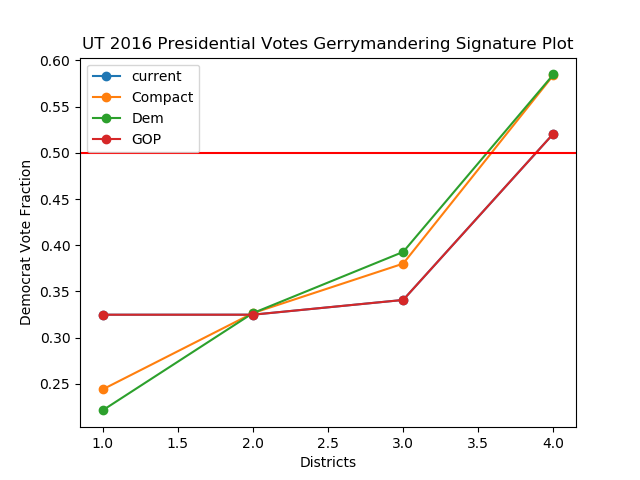 UT 2016 Presidential Votes Gerrymandering Signature Plot
current
Compact
Dem
GOP
0.60
0.55
0.50
0.45
0.40
0.35
0.30
0.25
Democrat Vote Fraction
1.0 1.5 2.0 2.5 3.0 3.5 4.0
Districts